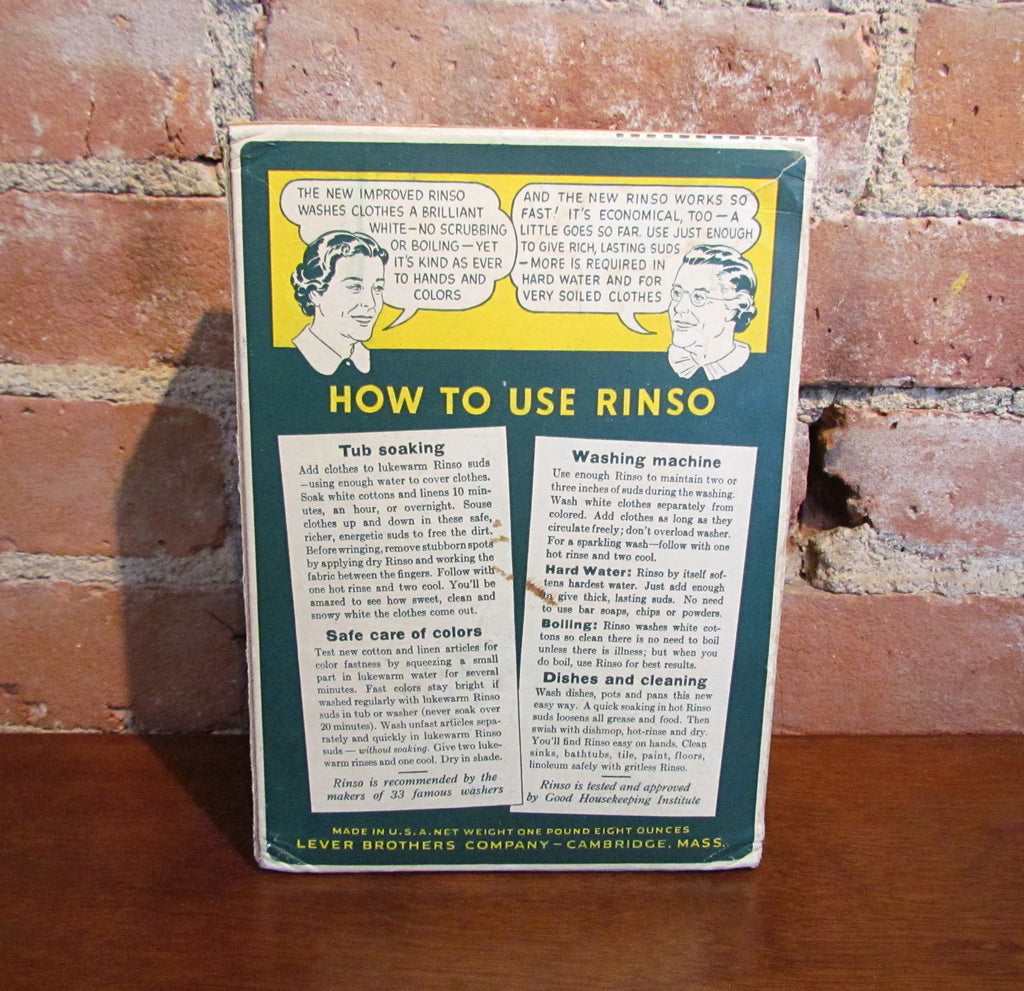 THE NEW IMPROVED RINSO
WASHES CLOTHES A BRILLIANT
WHITE—NO SCRUBBING
OR BOILING—YET
IT'S KIND AS EVER
TO HANDS AND
COLORS
AND THE NEW RINSO WORKS SO
FAST! IT'S ECONOMICAL, TOO—A
LITTLE GOES SO FAR. USE JUST ENOUGH
TO GIVE RICH, LASTING SUDS
—MORE IS REQUIRED IN
HARD WATER AND FOR
VERY SOILED CLOTHES
HOW TO USE RINSO
Tub soaking
Add clothes to lukewarm Rinso suds
—using enough water to cover clothes.
Soak white cottons and linens 10 min-
utes, an hour, or overnight. Souse
clothes up and down in these safe,
richer, energetic suds to free the dirt.
Before wringing, remove stubborn spots
by applying dry Rinso and working the
fabric between the fingers. Follow with
one hot rinse and two cool. You'll be
amazed to see how sweet, clean and
snowy white the clothes come out.
Safe care of colors
Test new cotton and linen articles for
color fastness by squeezing a small
part in lukewarm water for several
minutes. Fast colors stay bright if
washed regularly with lukewarm Rinso
suds in tub or washer (never soak over
20 minutes). Wash unfast articles sepa-
rately and quickly in lukewarm Rinso
suds — without soaking. Give two luke-
warm rinses and one cool. Dry in shade.
Rinso is recommended by the
makers of 33 famous washers
Washing machine
Use enough Rinso to maintain two or
three inches of suds during the washing.
Wash white clothes separately from
colored. Add clothes as long as they
circulate freely; don't overload washer.
For a sparkling wash—follow with one
hot rinse and two cool.
Hard Water: Rinso by itself sof-
tens hardest water. Just add enough
to give thick, lasting suds. No need
to use bar soaps, chips or powders.
Boiling: Rinso washes white cot-
tons so clean there is no need to boil
unless there is illness; but when you
do boil, use Rinso for best results.
Dishes and cleaning
Wash dishes, pots and pans this new
easy way. A quick soaking in hot Rinso
suds loosens all grease and food. Then
swish with dishmop, hot-rinse and dry.
You'll find Rinso easy on hands. Clean
sinks, bathtubs, tile, paint, floors,
linoleum safely with gritless Rinso.
Rinso is tested and approved
by Good Housekeeping Institute
MADE IN U.S.A. NET WEIGHT ONE POUND EIGHT OUNCES
LEVER BROTHERS COMPANY—CAMBRIDGE, MASS.